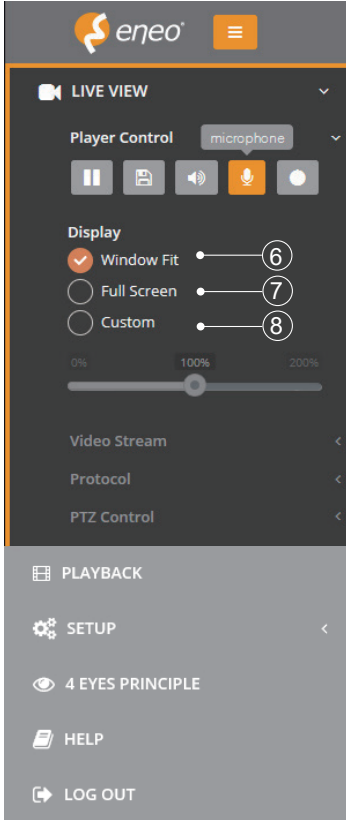 eneo
LIVE VIEW
Player Control microphone
Display
Window Fit 6
Full Screen 7
Custom 8
0% 100% 200%
Video Stream
Protocol
PTZ Control
PLAYBACK
SETUP
4 EYES PRINCIPLE
HELP
LOG OUT